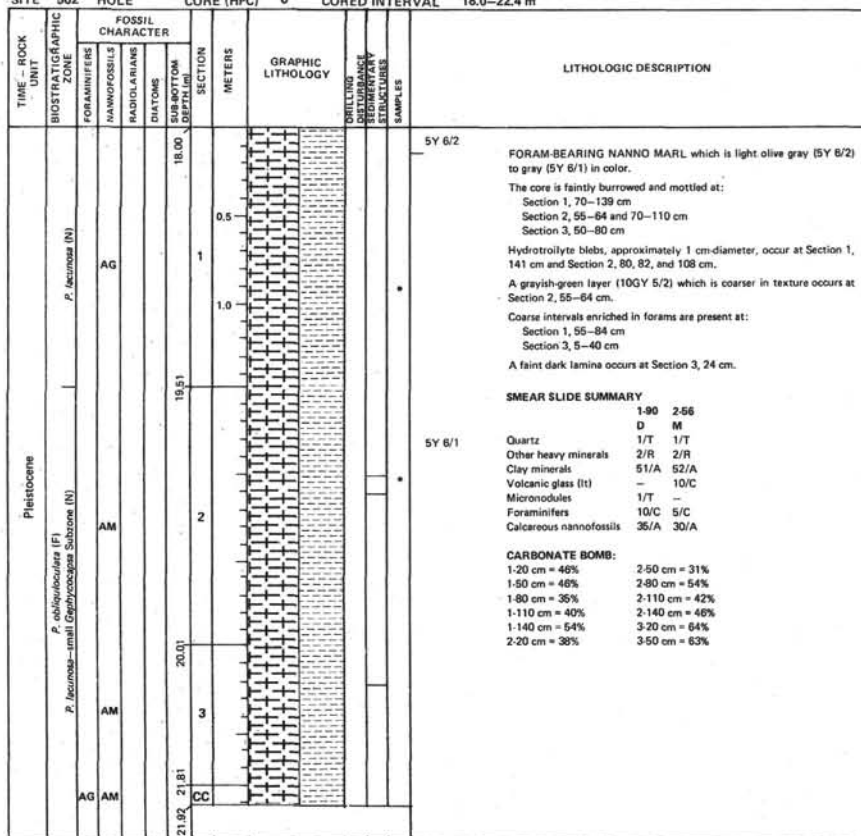 SITE 502 HOLE CORE (HPC) 6 CORED INTERVAL 18.0–22.4 m
TIME – ROCK UNIT
BIOSTRATIGRAPHIC ZONE
FOSSIL CHARACTER
FORAMINIFERS
NANNOFOSSILS
RADIOLARIANS
DIATOMS
SUB-BOTTOM DEPTH (m)
SECTION
METERS
GRAPHIC LITHOLOGY
DRILLING DISTURBANCE
SEDIMENTARY STRUCTURES
SAMPLES
LITHOLOGIC DESCRIPTION
Pleistocene
P. lacunosa (N)
P. obliquiloculata (F)
P. lacunosa—small Gephyrocapsa Subzone (N)
AG
AM
AM
AG AM
18.00
19.51
20.01
21.81
21.92
1
2
3
CC
0.5
1.0
5Y 6/2
5Y 6/1
FORAM-BEARING NANNO MARL which is light olive gray (5Y 6/2)
to gray (5Y 6/1) in color.
The core is faintly burrowed and mottled at:
Section 1, 70–139 cm
Section 2, 55–64 and 70–110 cm
Section 3, 50–80 cm
Hydrotroilyte blebs, approximately 1 cm-diameter, occur at Section 1,
141 cm and Section 2, 80, 82, and 108 cm.
A grayish-green layer (10GY 5/2) which is coarser in texture occurs at
Section 2, 55–64 cm.
Coarse intervals enriched in forams are present at:
Section 1, 55–84 cm
Section 3, 5–40 cm
A faint dark lamina occurs at Section 3, 24 cm.
SMEAR SLIDE SUMMARY
1-90 2-56
D M
Quartz 1/T 1/T
Other heavy minerals 2/R 2/R
Clay minerals 51/A 52/A
Volcanic glass (lt) – 10/C
Micronodules 1/T –
Foraminifers 10/C 5/C
Calcareous nannofossils 35/A 30/A
CARBONATE BOMB:
1-20 cm = 46% 2-50 cm = 31%
1-50 cm = 46% 2-80 cm = 54%
1-80 cm = 35% 2-110 cm = 42%
1-110 cm = 40% 2-140 cm = 46%
1-140 cm = 54% 3-20 cm = 64%
2-20 cm = 38% 3-50 cm = 63%